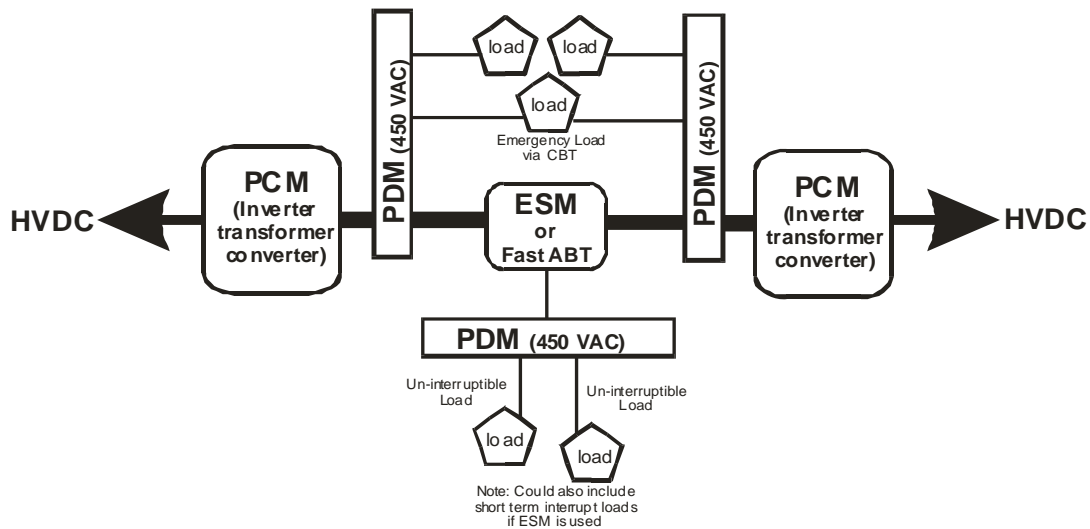 load
load
PDM (450 VAC)
PDM (450 VAC)
load
Emergency Load
via CBT
PCM
(Inverter
transformer
converter)
PCM
(Inverter
transformer
converter)
HVDC
ESM
or
Fast ABT
HVDC
PDM (450 VAC)
Un-interruptible
Load
Un-interruptible
Load
load
load
Note: Could also include
short term interrupt loads
if ESM is used